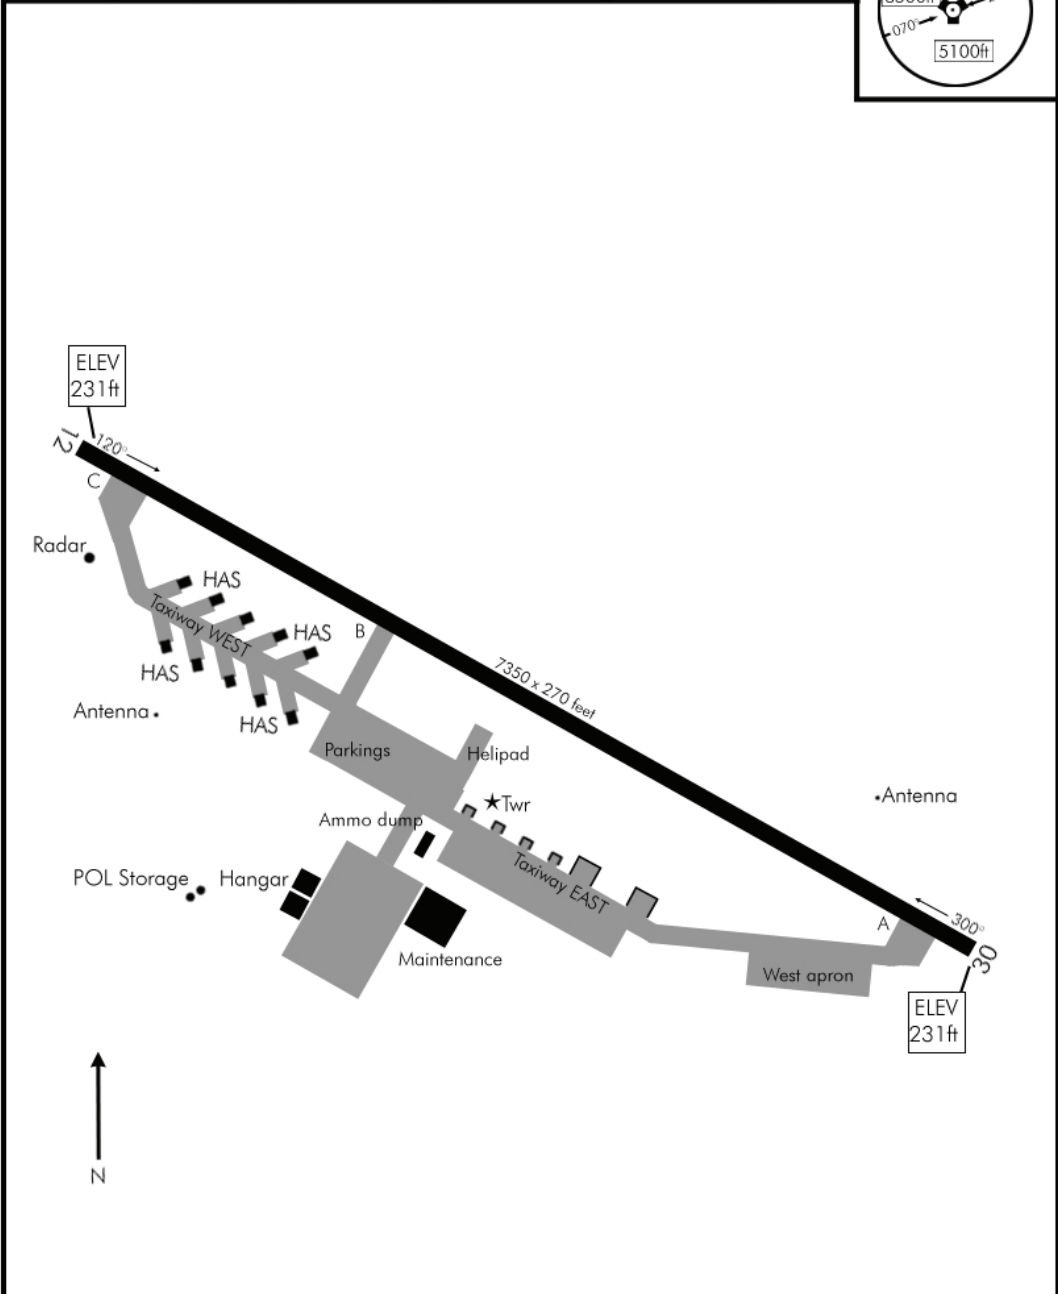 070°
5100ft
ELEV
231ft
12
120°
C
Radar
HAS
Taxiway WEST
HAS
B
HAS
7350 x 270 feet
Antenna
HAS
Parkings
Helipad
Antenna
Twr
Ammo dump
Taxiway EAST
POL Storage
Hangar
A
300°
30
Maintenance
West apron
ELEV
231ft
N